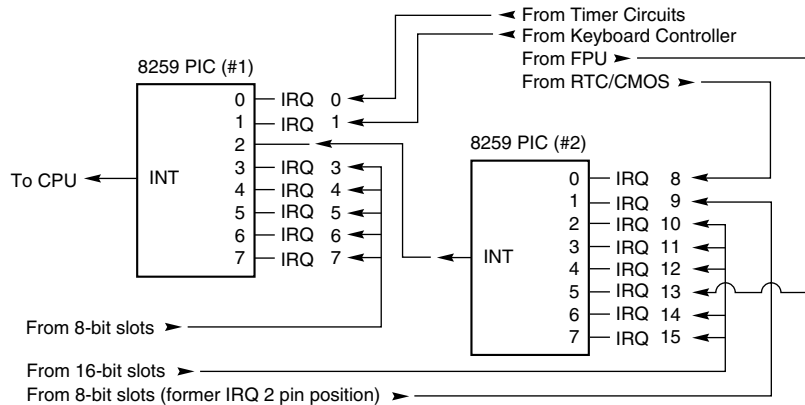 From Timer Circuits
From Keyboard Controller
From FPU
From RTC/CMOS
8259 PIC (#1)
0 IRQ 0
1 IRQ 1
2
3 IRQ 3
4 IRQ 4
5 IRQ 5
6 IRQ 6
7 IRQ 7
To CPU
INT
8259 PIC (#2)
0 IRQ 8
1 IRQ 9
2 IRQ 10
3 IRQ 11
4 IRQ 12
5 IRQ 13
6 IRQ 14
7 IRQ 15
INT
From 8-bit slots
From 16-bit slots
From 8-bit slots (former IRQ 2 pin position)